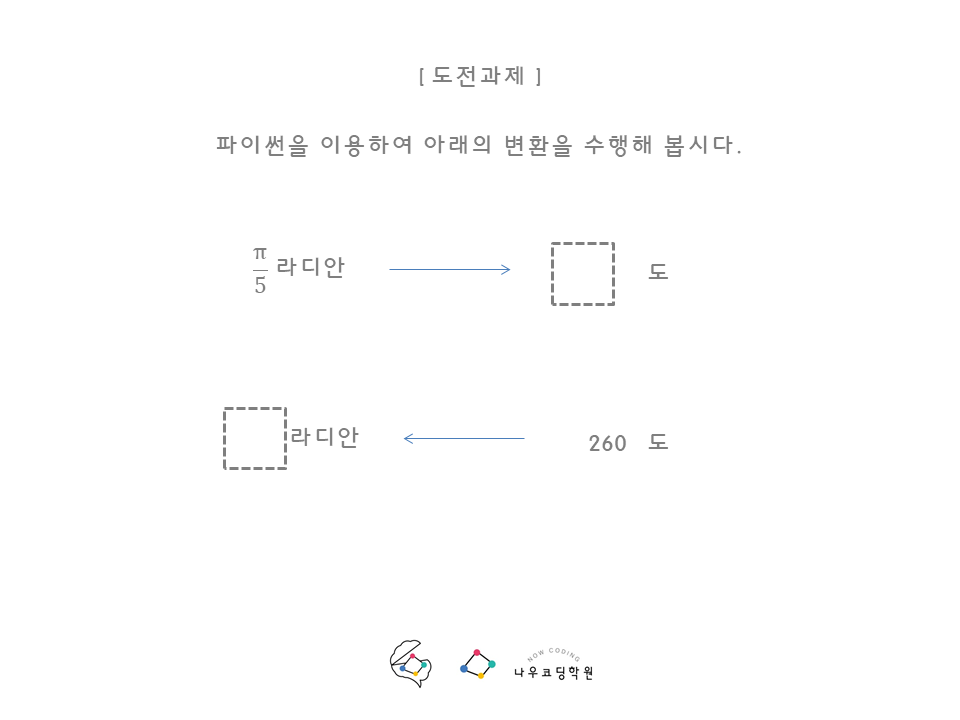 [ 도전과제 ]
파이썬을 이용하여 아래의 변환을 수행해 봅시다.
π
5
라디안
도
라디안
260 도
NOW CODING
나우코딩학원